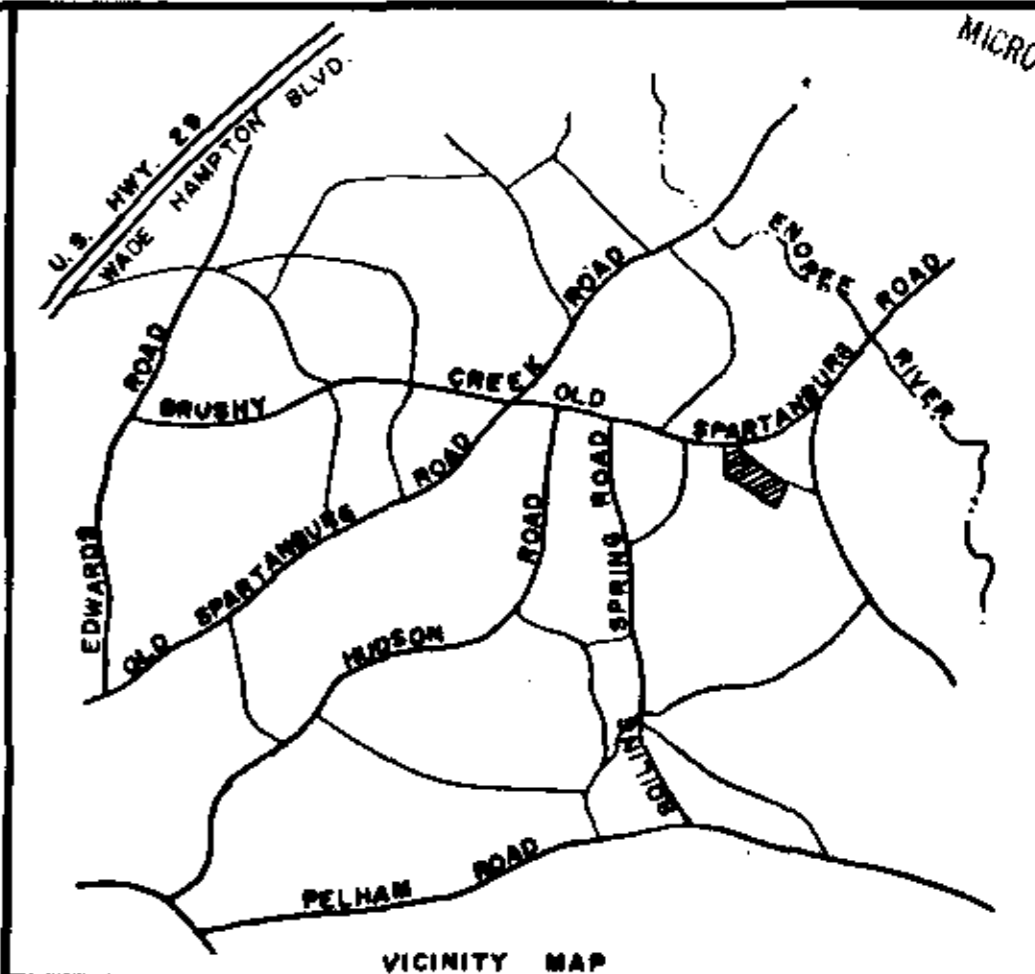 MICRO
U.S. HWY. 29
WADE HAMPTON BLVD.
ENOREE RIVER
EDWARDS ROAD
BRUSHY CREEK ROAD
OLD SPARTANBURG ROAD
OLD SPARTANBURG ROAD
HUDSON ROAD
BOILING SPRING ROAD
PELHAM ROAD
VICINITY MAP